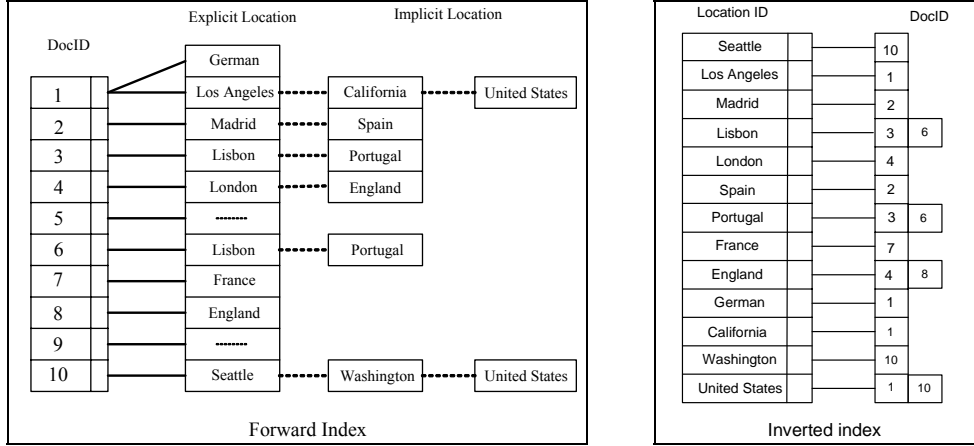 Explicit Location Implicit Location
DocID
German
1 Los Angeles California United States
2 Madrid Spain
3 Lisbon Portugal
4 London England
5 --------
6 Lisbon Portugal
7 France
8 England
9 --------
10 Seattle Washington United States
Forward Index
Location ID DocID
Seattle 10
Los Angeles 1
Madrid 2
Lisbon 3 6
London 4
Spain 2
Portugal 3 6
France 7
England 4 8
German 1
California 1
Washington 10
United States 1 10
Inverted index